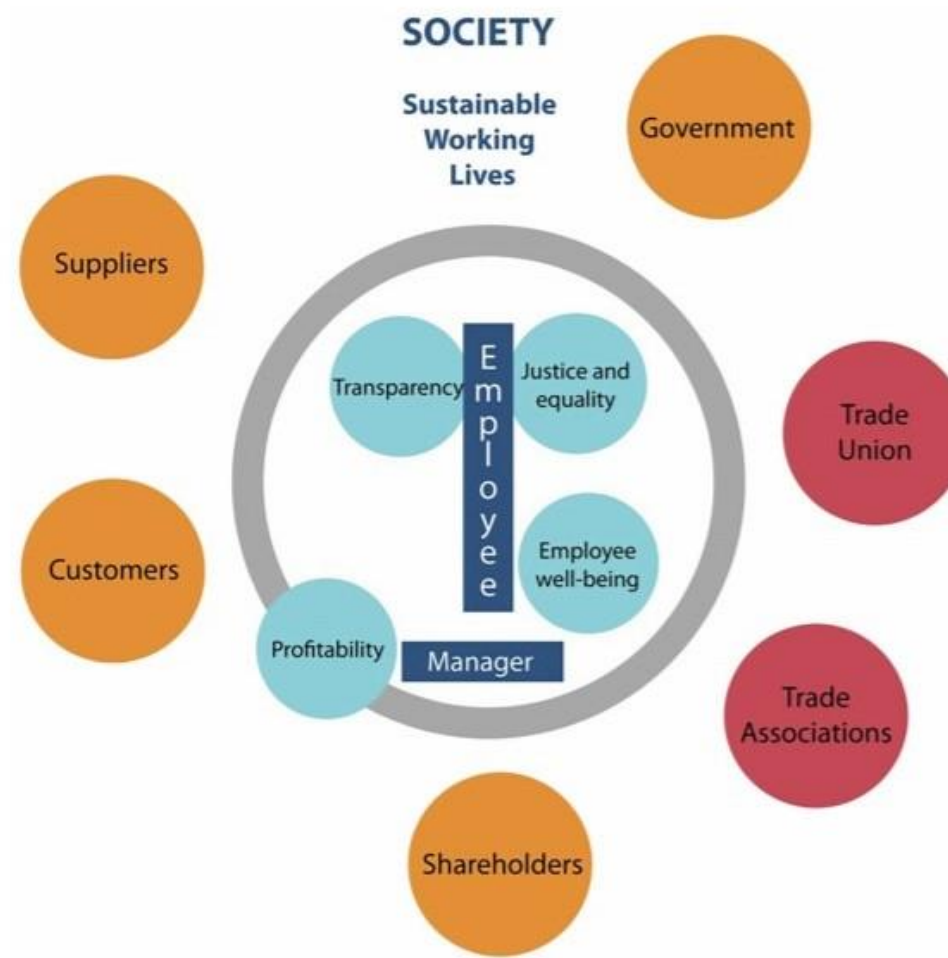 SOCIETY
Sustainable
Working
Lives
Government
Suppliers
Transparency
Employee
Justice and
equality
Trade
Union
Customers
Employee
well-being
Profitability
Manager
Trade
Associations
Shareholders